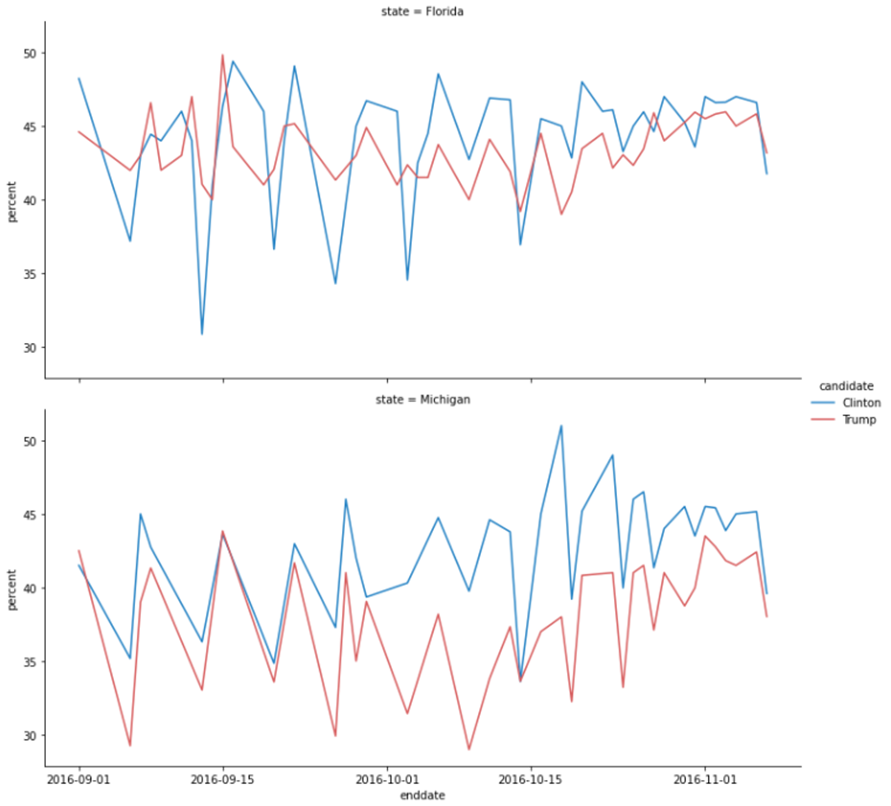 state = Florida
50
45
40
35
30
percent
state = Michigan
50
45
40
35
30
percent
2016-09-01
2016-09-15
2016-10-01
2016-10-15
2016-11-01
enddate
candidate
Clinton
Trump